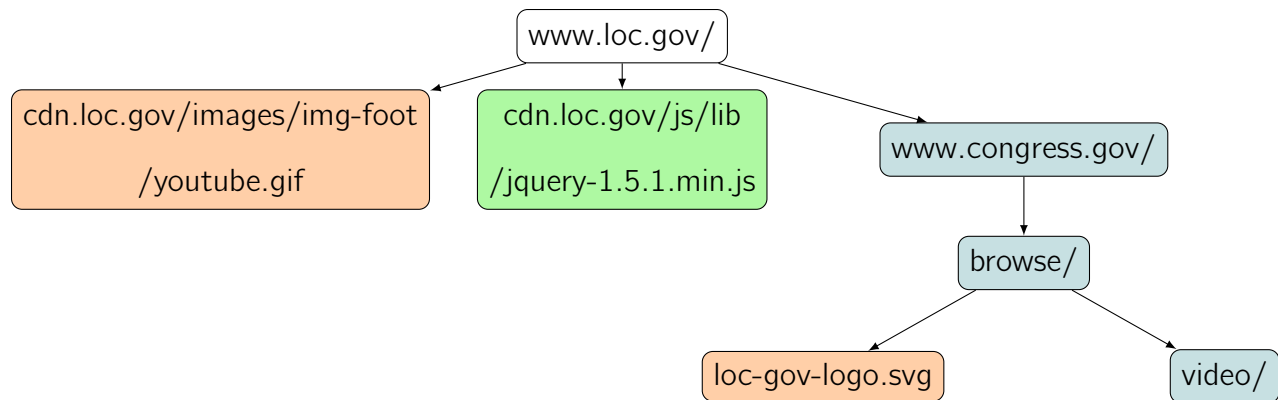 www.loc.gov/
cdn.loc.gov/images/img-foot
/youtube.gif
cdn.loc.gov/js/lib
/jquery-1.5.1.min.js
www.congress.gov/
browse/
loc-gov-logo.svg
video/